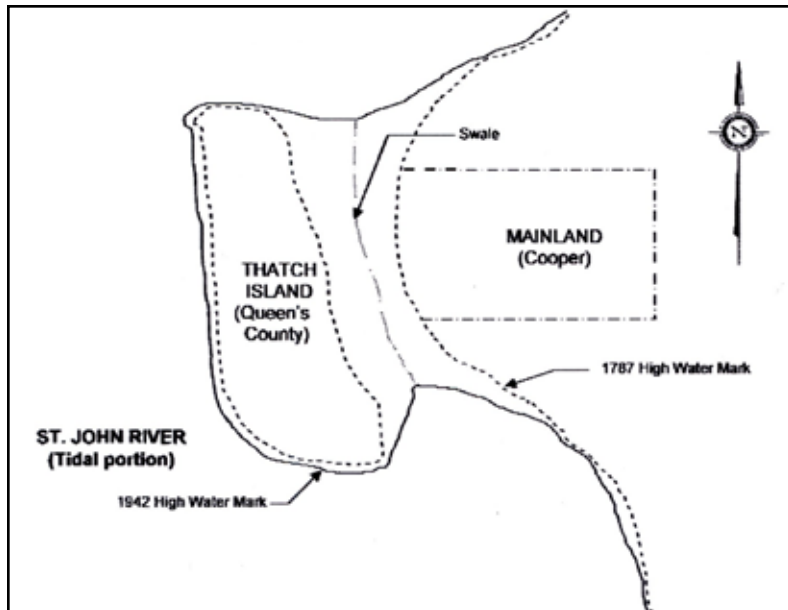 Swale
MAINLAND
(Cooper)
THATCH
ISLAND
(Queen's
County)
1787 High Water Mark
ST. JOHN RIVER
(Tidal portion)
1942 High Water Mark
N